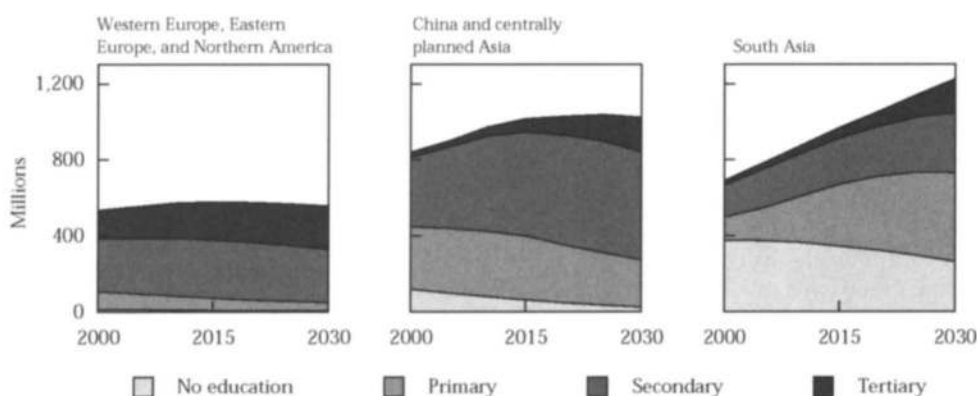 Western Europe, Eastern
Europe, and Northern America
China and centrally
planned Asia
South Asia
Millions
1,200
800
400
0
2000 2015 2030
2000 2015 2030
2000 2015 2030
No education Primary Secondary Tertiary